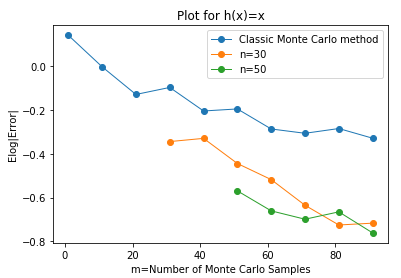 Plot for h(x)=x
Classic Monte Carlo method
n=30
n=50
E|log|Error|
0.0
−0.2
−0.4
−0.6
−0.8
0
20
40
60
80
m=Number of Monte Carlo Samples